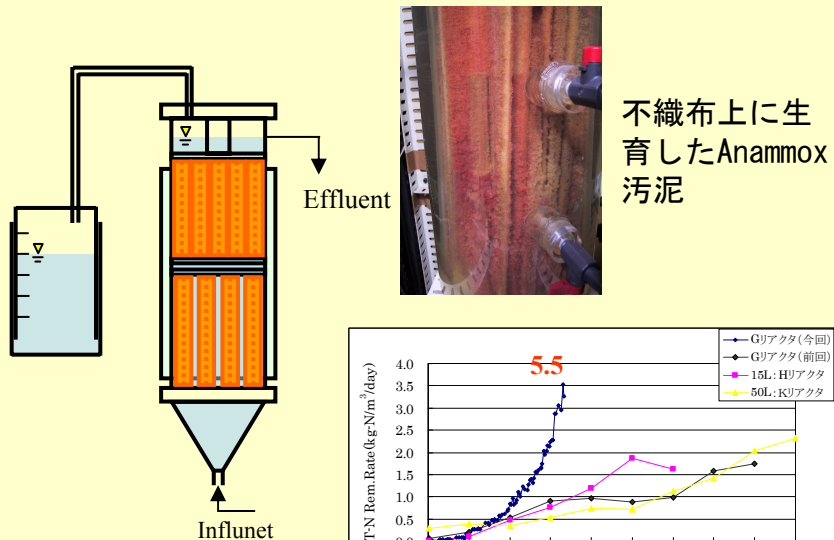 不織布上に生
育したAnammox
汚泥
Effluent
Influnet
Gリアクタ(今回)
Gリアクタ(前回)
15L:Hリアクタ
50L:Kリアクタ
5.5
T-N Rem.Rate(kg-N/m³/day)
4.0
3.5
3.0
2.5
2.0
1.5
1.0
0.5
0.0